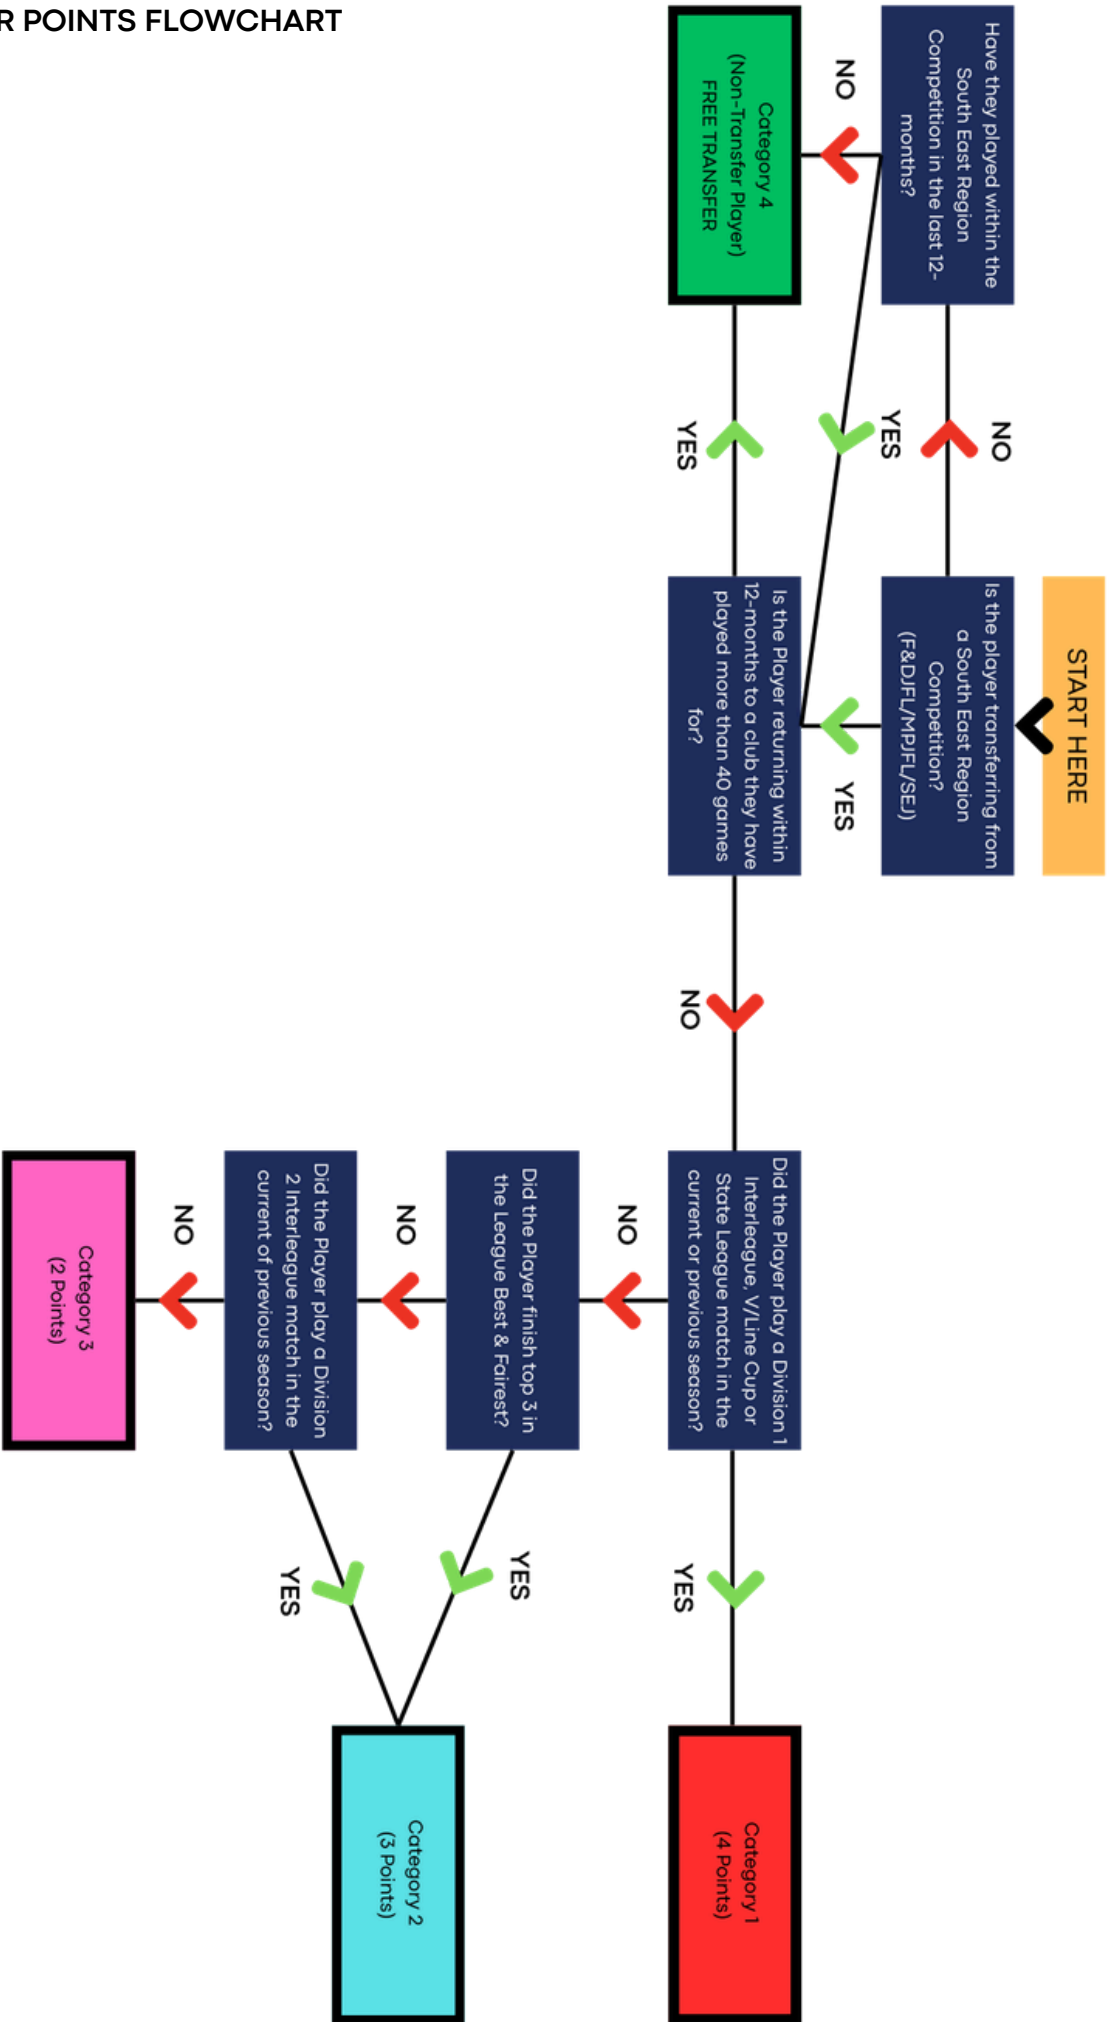 R POINTS FLOWCHART
START HERE
Is the player transferring from
a South East Region
Competition?
(F&DJFL/MPJFL/SEJ)
NO
Have they played within the
South East Region
Competition in the last 12-
months?
NO
YES
YES
Category 4
(Non-Transfer Player)
FREE TRANSFER
YES
Is the Player returning within
12-months to a club they have
played more than 40 games
for?
NO
Did the Player play a Division 1
Interleague, V/Line Cup or
State League match in the
current or previous season?
YES
Category 1
(4 Points)
NO
Did the Player finish top 3 in
the League Best & Fairest?
YES
NO
Did the Player play a Division
2 Interleague match in the
current of previous season?
YES
Category 2
(3 Points)
NO
Category 3
(2 Points)